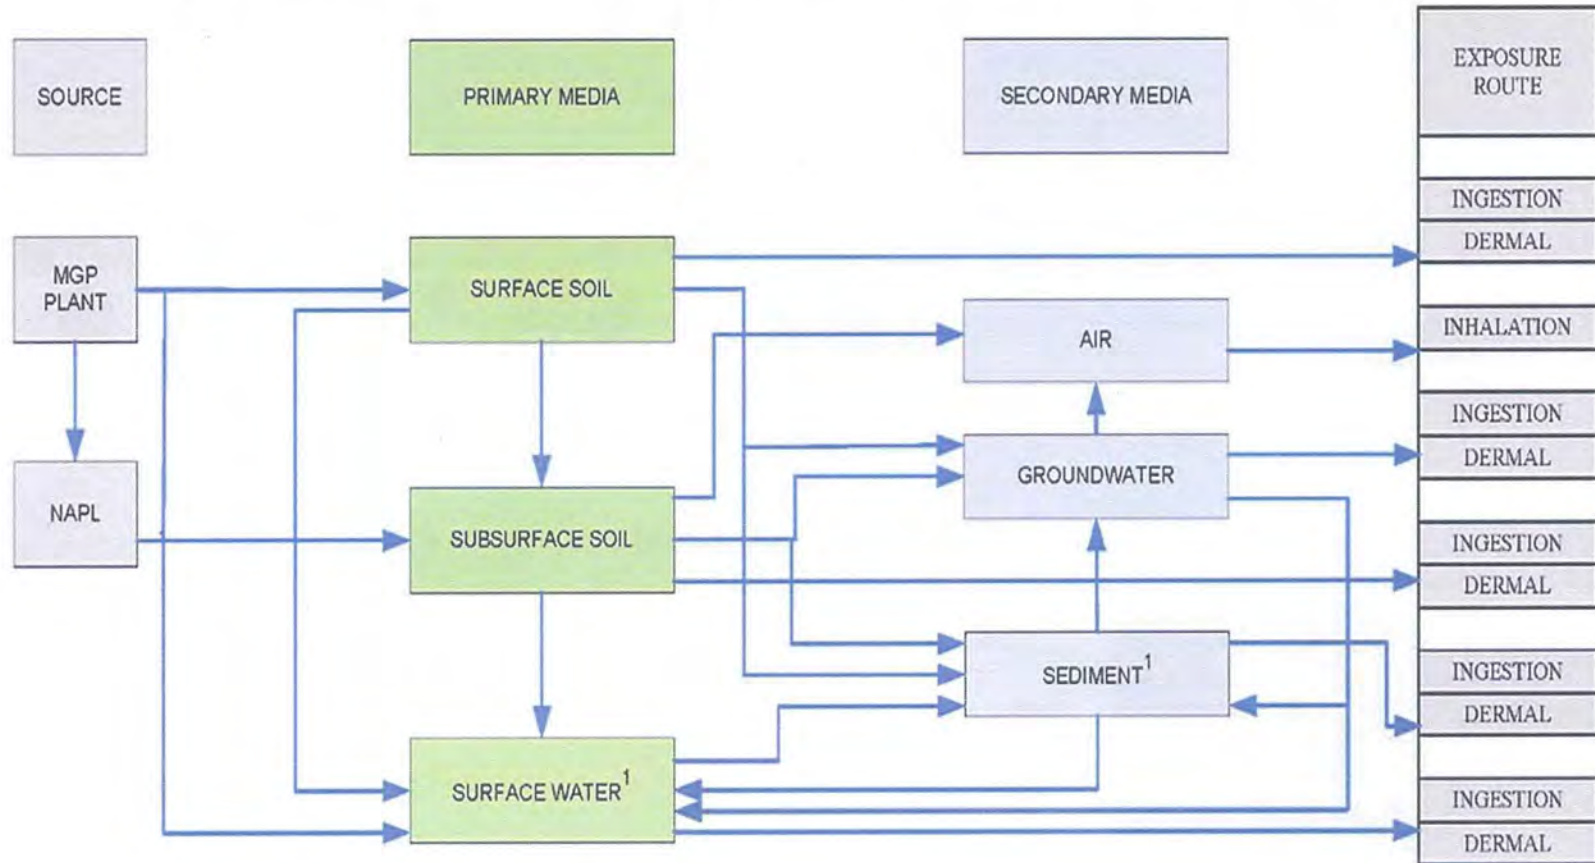 SOURCE
PRIMARY MEDIA
SECONDARY MEDIA
EXPOSURE
ROUTE
INGESTION
DERMAL
MGP
PLANT
SURFACE SOIL
AIR
INHALATION
INGESTION
DERMAL
NAPL
SUBSURFACE SOIL
GROUNDWATER
INGESTION
DERMAL
SEDIMENT¹
INGESTION
DERMAL
SURFACE WATER¹
INGESTION
DERMAL